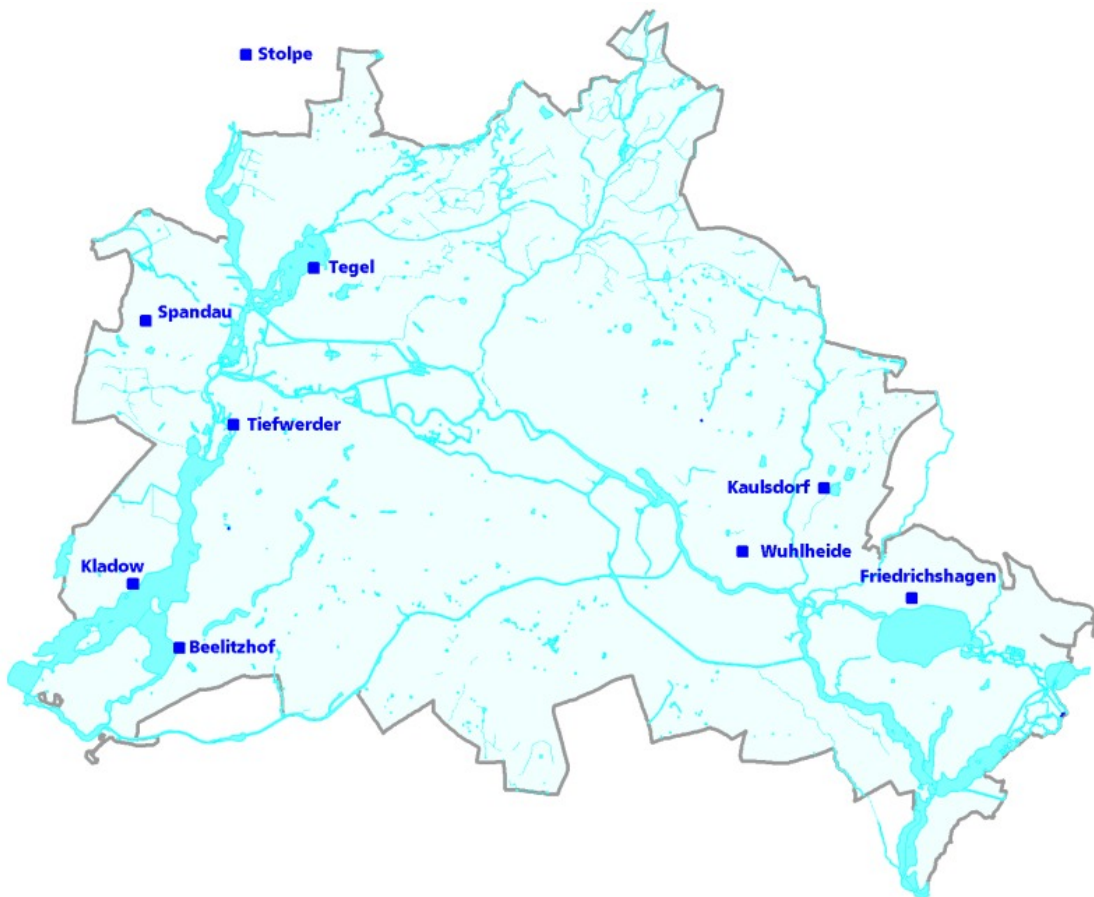 Stolpe
Tegel
Spandau
Tiefwerder
Kaulsdorf
Wuhlheide
Kladow
Friedrichshagen
Beelitzhof